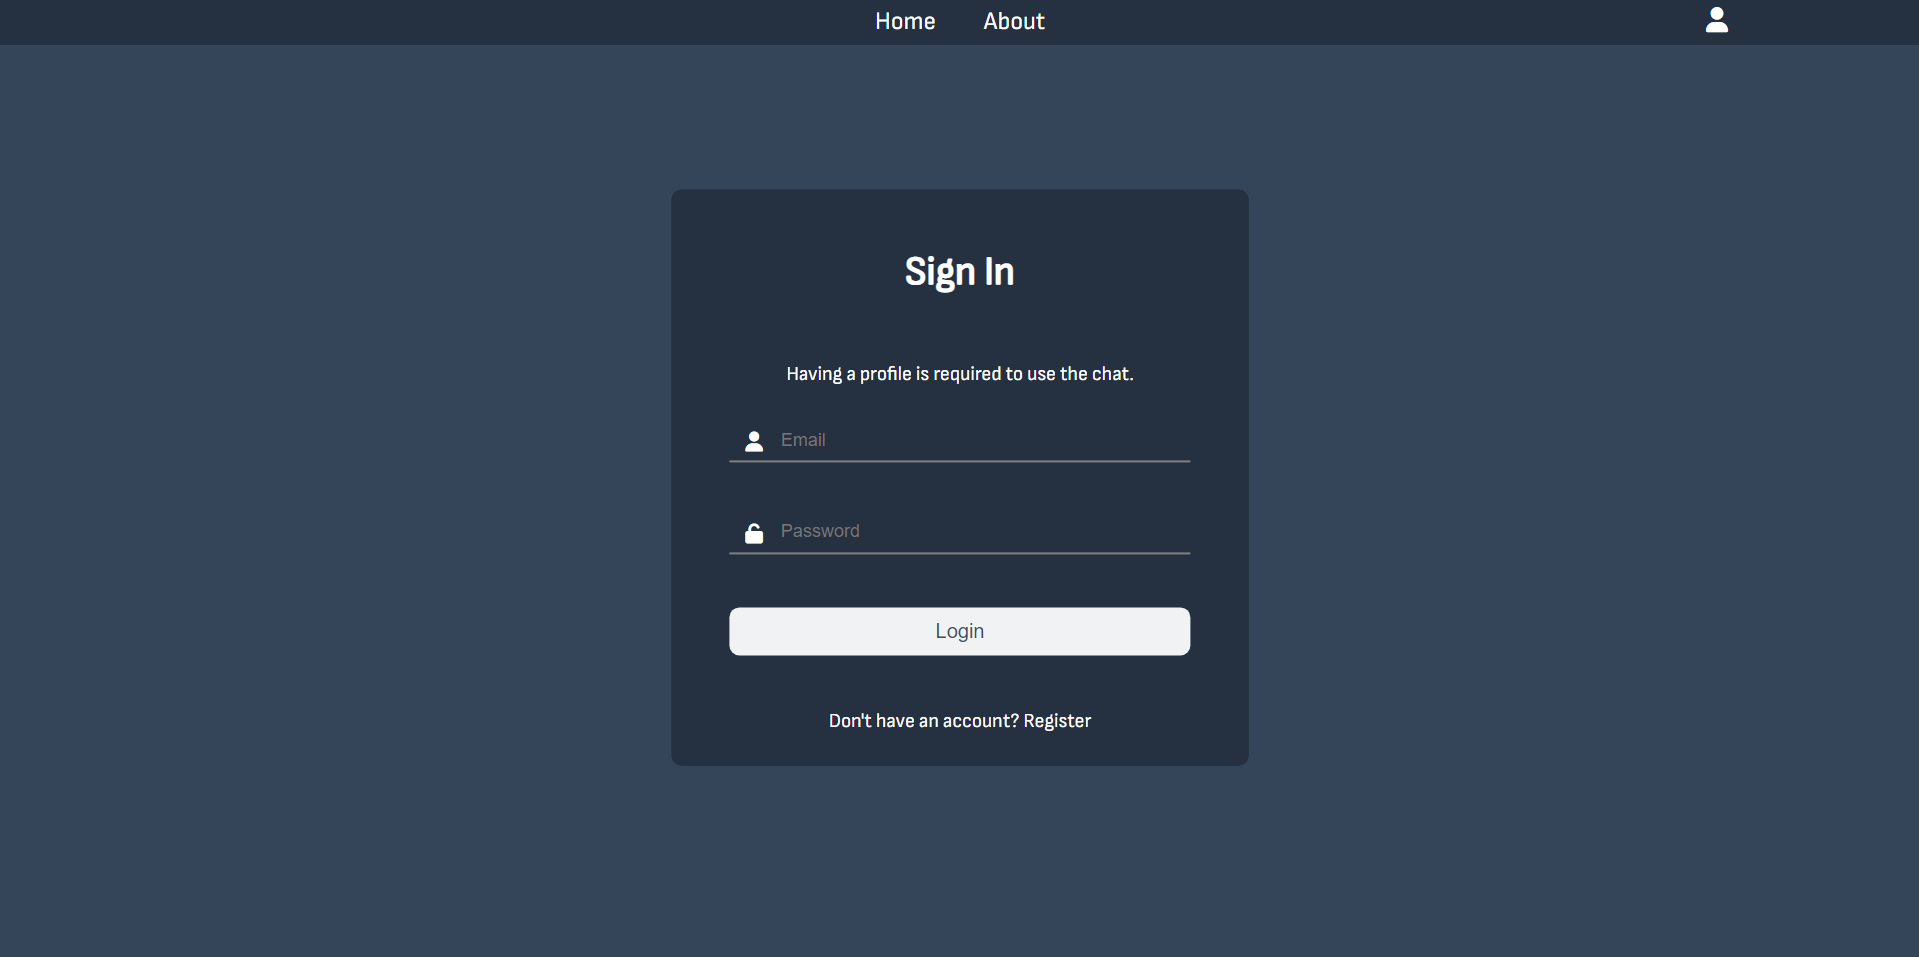 Home About
Sign In
Having a profile is required to use the chat.
Email
Password
Login
Don't have an account? Register